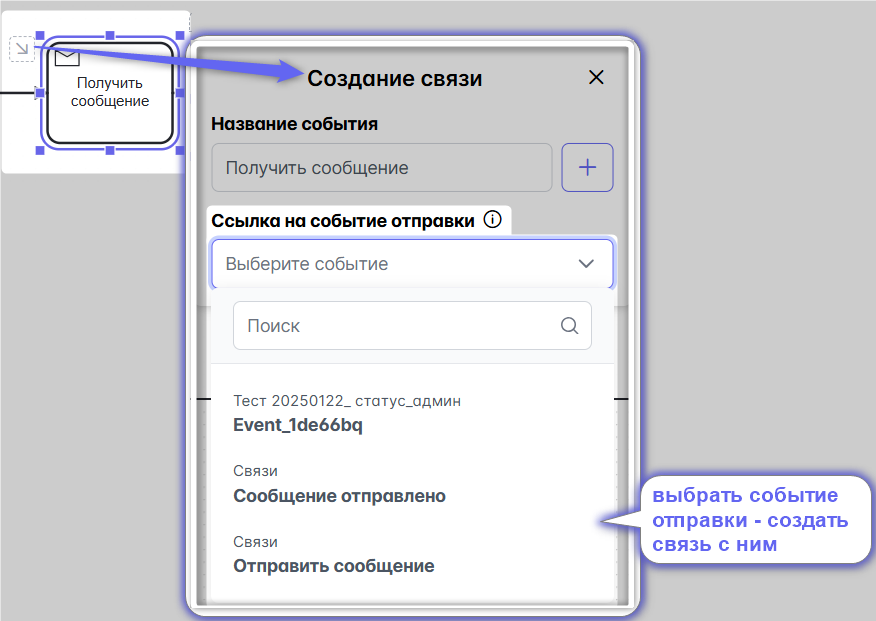 Получить
сообщение
Создание связи
Название события
Получить сообщение
Ссылка на событие отправки
Выберите событие
Поиск
Тест 20250122_ статус_админ
Event_1de66bq
Связи
Сообщение отправлено
Связи
Отправить сообщение
выбрать событие
отправки - создать
связь с ним